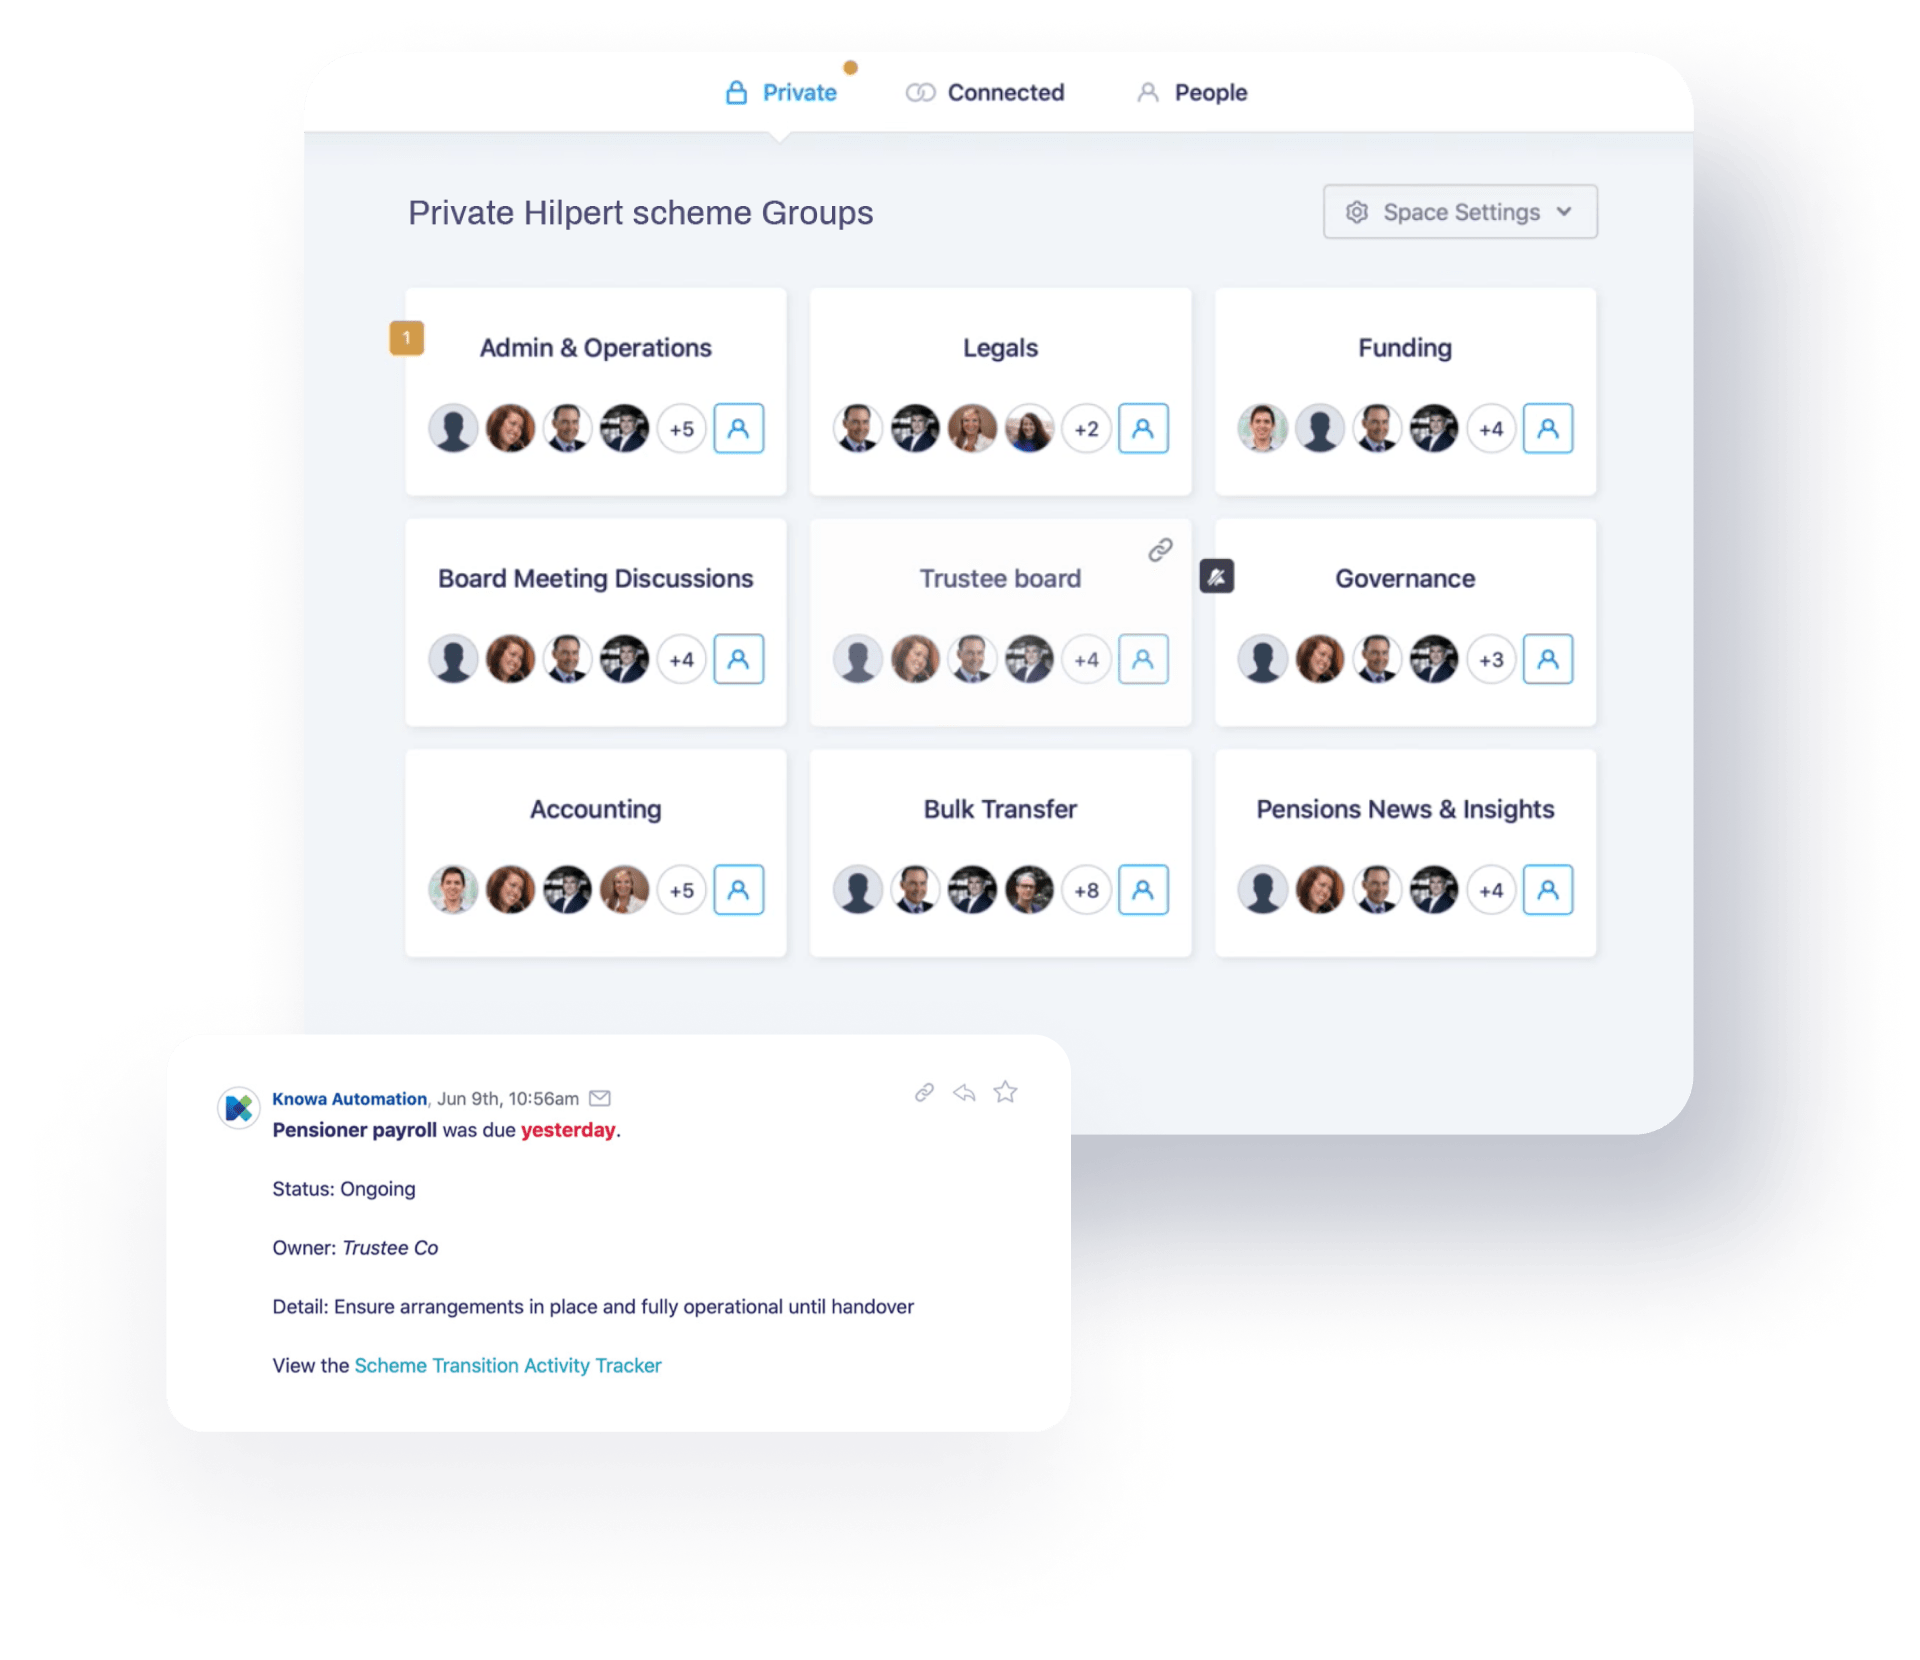 Private Connected People
Private Hilpert scheme Groups
Space Settings
1
Admin & Operations
+5
Legals
+2
Funding
+4
Board Meeting Discussions
+4
Trustee board
+4
Governance
+3
Accounting
+5
Bulk Transfer
+8
Pensions News & Insights
+4
Knowa Automation, Jun 9th, 10:56am
Pensioner payroll was due yesterday.
Status: Ongoing
Owner: Trustee Co
Detail: Ensure arrangements in place and fully operational until handover
View the Scheme Transition Activity Tracker